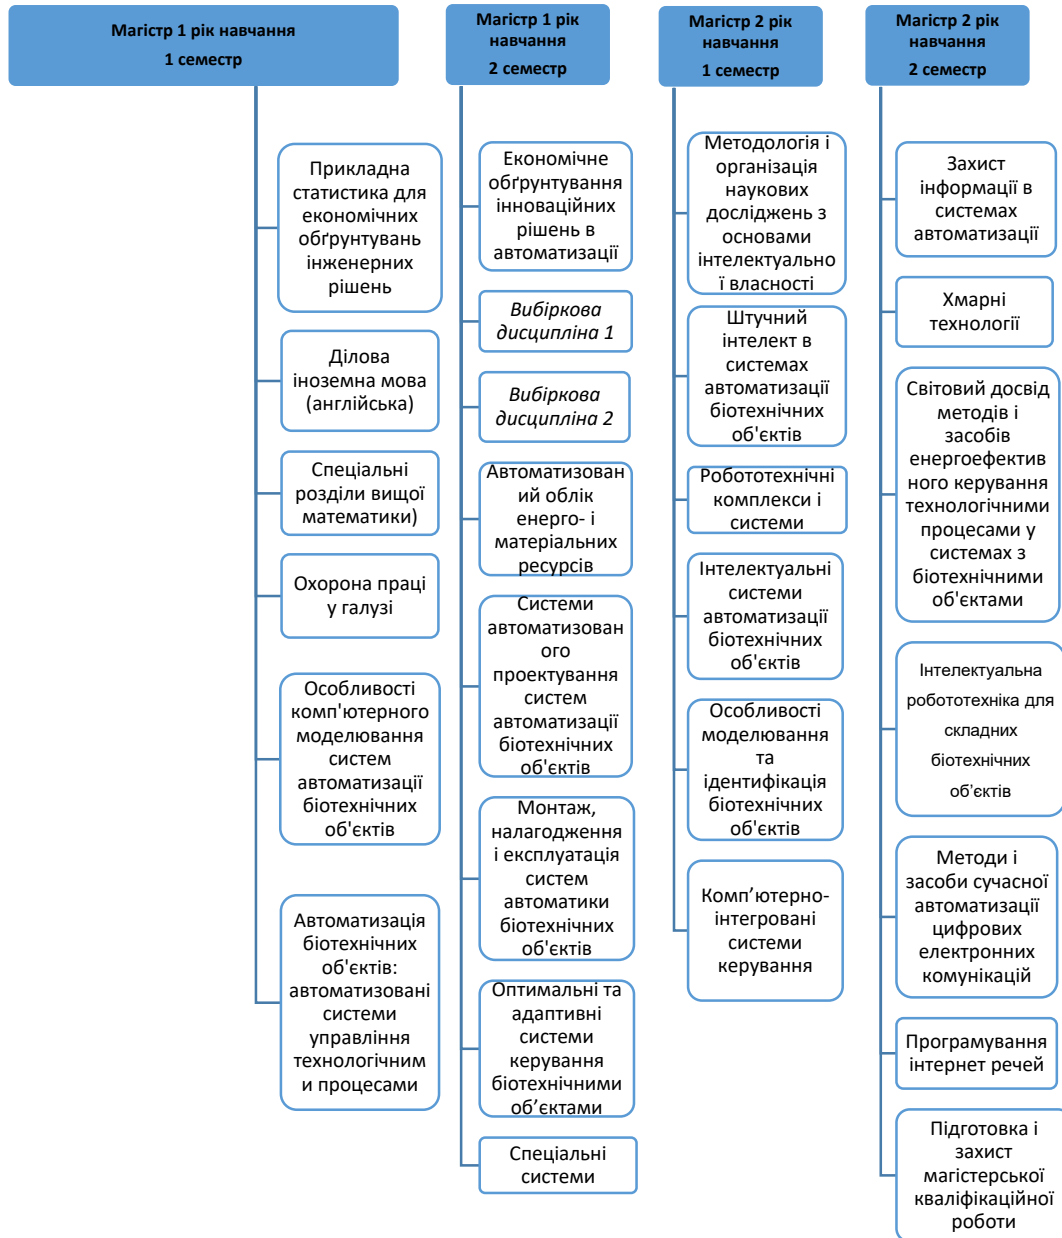 Магістр 1 рік навчання
1 семестр
Прикладна
статистика для
економічних
обґрунтувань
інженерних
рішень
Ділова
іноземна мова
(англійська)
Спеціальні
розділи вищої
математики)
Охорона праці
у галузі
Особливості
комп'ютерного
моделювання
систем
автоматизації
біотехнічних
об'єктів
Автоматизація
біотехнічних
об'єктів:
автоматизовані
системи
управління
технологічним
и процесами
Магістр 1 рік
навчання
2 семестр
Економічне
обґрунтування
інноваційних
рішень в
автоматизації
Вибіркова
дисципліна 1
Вибіркова
дисципліна 2
Автоматизован
ий облік
енерго- і
матеріальних
ресурсів
Системи
автоматизован
ого
проектування
систем
автоматизації
біотехнічних
об'єктів
Монтаж,
налагодження
і експлуатація
систем
автоматики
біотехнічних
об'єктів
Оптимальні та
адаптивні
системи
керування
біотехнічними
об’єктами
Спеціальні
системи
Магістр 2 рік
навчання
1 семестр
Методологія і
організація
наукових
досліджень з
основами
інтелектуально
ї власності
Штучний
інтелект в
системах
автоматизації
біотехнічних
об'єктів
Робототехнічні
комплекси і
системи
Інтелектуальні
системи
автоматизації
біотехнічних
об'єктів
Особливості
моделювання
та
ідентифікація
біотехнічних
об'єктів
Комп’ютерно-
інтегровані
системи
керування
Магістр 2 рік
навчання
2 семестр
Захист
інформації в
системах
автоматизації
Хмарні
технології
Світовий досвід
методів і
засобів
енергоефектив
ного керування
технологічними
процесами у
системах з
біотехнічними
об'єктами
Інтелектуальна
робототехніка для
складних
біотехнічних
об’єктів
Методи і
засоби сучасної
автоматизації
цифрових
електронних
комунікацій
Програмування
інтернет речей
Підготовка і
захист
магістерської
кваліфікаційної
роботи